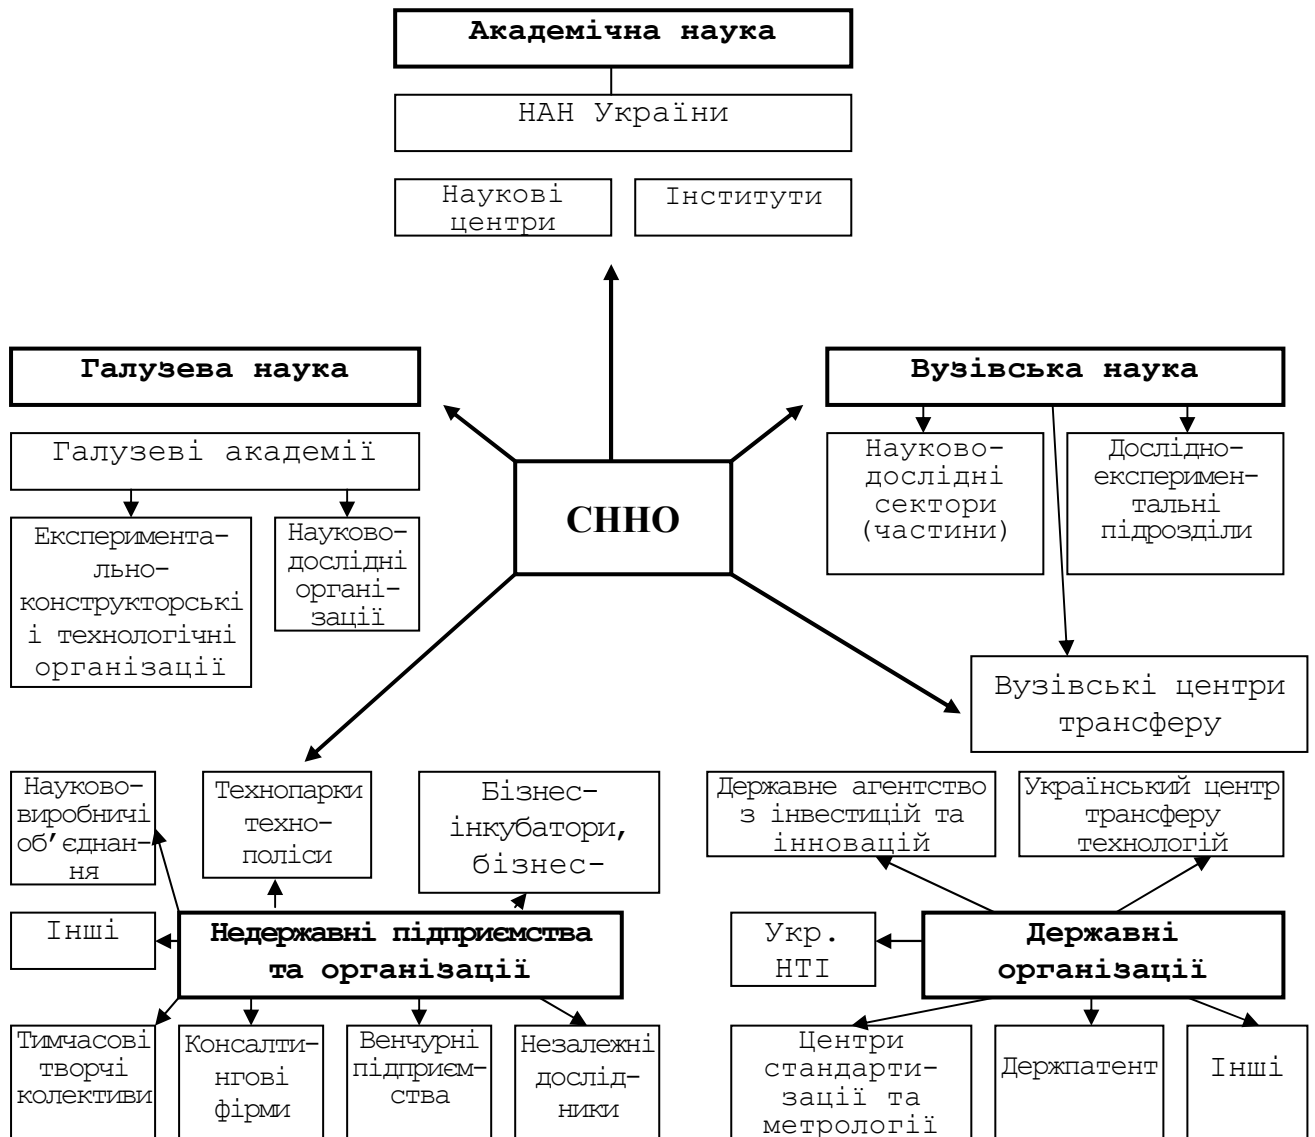 Академічна наука
НАН України
Наукові
центри
Інститути
Галузева наука
Вузівська наука
Галузеві академії
Експеримента-
льно-
конструкторські
і технологічні
організації
Науково-
дослідні
органі-
зації
СННО
Науково-
дослідні
сектори
(частини)
Дослідно-
експеримен-
тальні
підрозділи
Вузівські центри
трансферу
Науково-
виробничі
об’єднан-
ня
Технопарки
техно-
поліси
Бізнес-
інкубатори,
бізнес-
Державне агентство
з інвестицій та
інновацій
Український центр
трансферу
технологій
Інші
Недержавні підприємства
та організації
Укр.
НТІ
Державні
організації
Тимчасові
творчі
колективи
Консалти-
нгові
фірми
Венчурні
підприєм-
ства
Незалежні
дослід-
ники
Центри
стандарти-
зації та
метрології
Держпатент
Інші